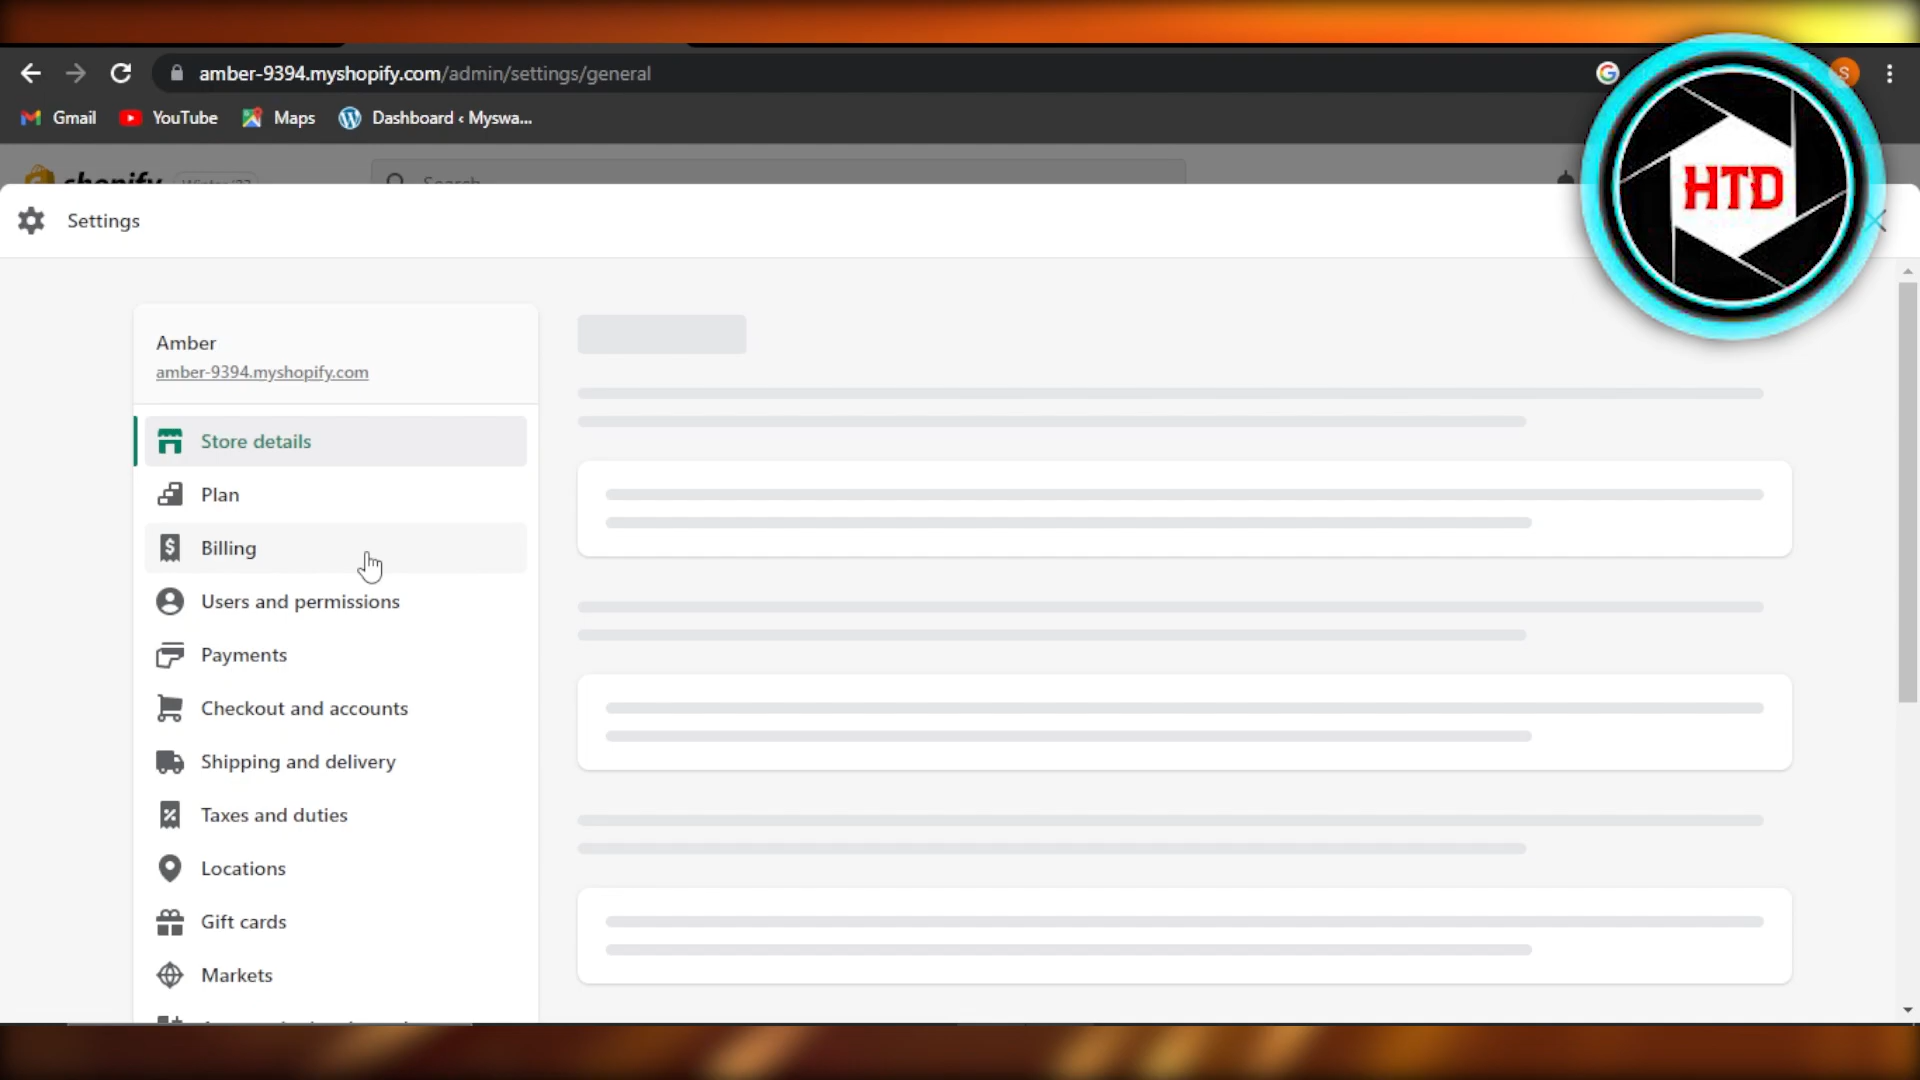 amber-9394.myshopify.com/admin/settings/general
Gmail YouTube Maps Dashboard ‹ Myswa...
shopify Search
HTD
Settings
Amber
amber-9394.myshopify.com
Store details
Plan
Billing
Users and permissions
Payments
Checkout and accounts
Shipping and delivery
Taxes and duties
Locations
Gift cards
Markets